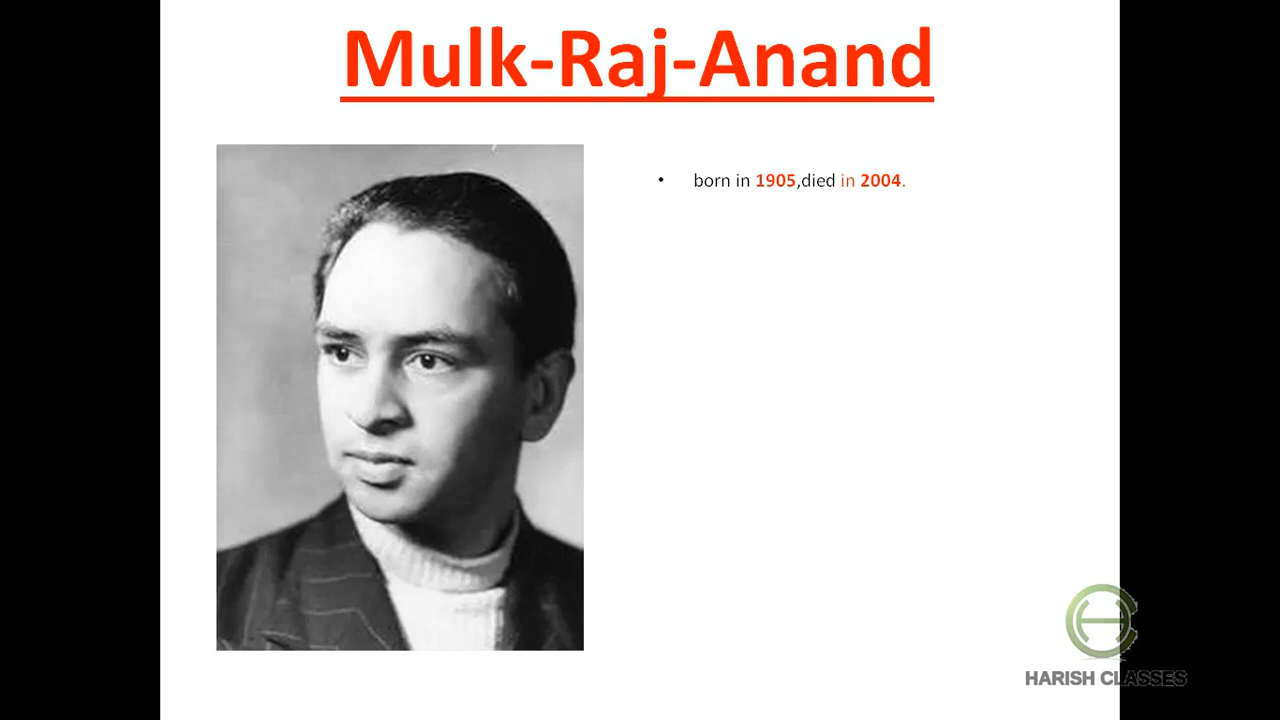 Mulk-Raj-Anand
• born in 1905,died in 2004.
HARISH CLASSES